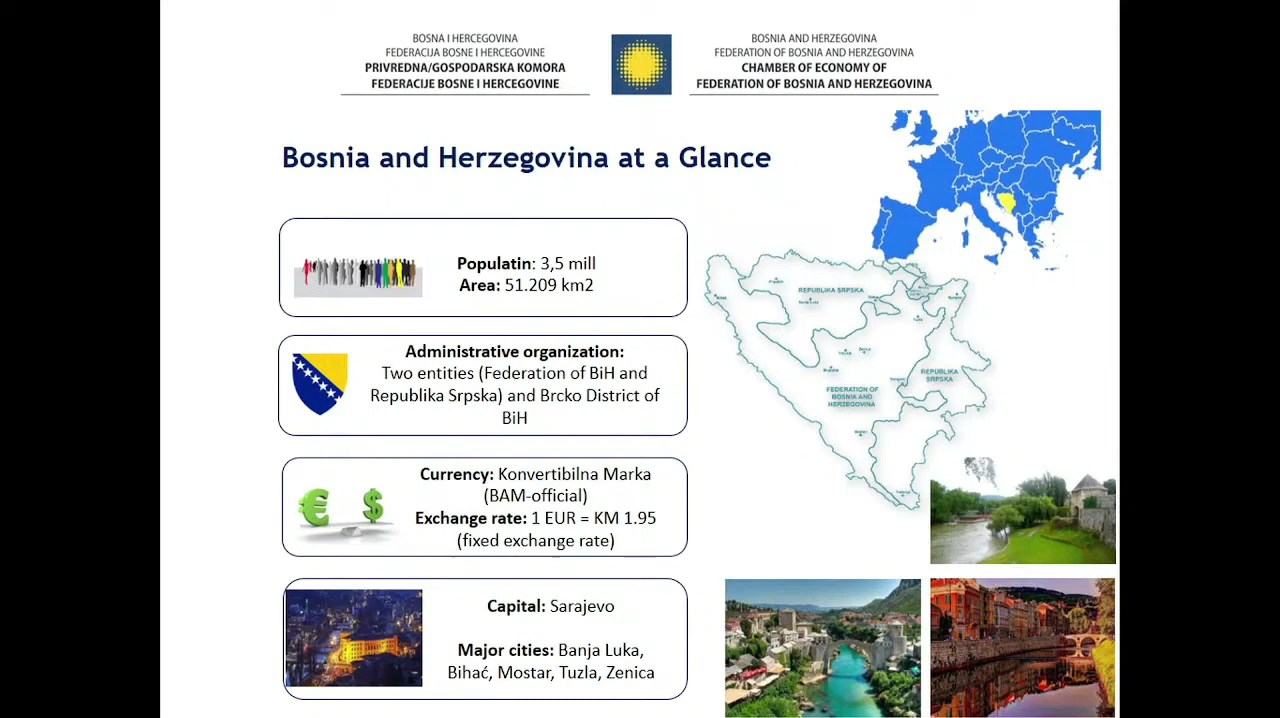 BOSNA I HERCEGOVINA
FEDERACIJA BOSNE I HERCEGOVINE
PRIVREDNA/GOSPODARSKA KOMORA
FEDERACIJE BOSNE I HERCEGOVINE
BOSNIA AND HERZEGOVINA
FEDERATION OF BOSNIA AND HERZEGOVINA
CHAMBER OF ECONOMY OF
FEDERATION OF BOSNIA AND HERZEGOVINA
Bosnia and Herzegovina at a Glance
Populatin: 3,5 mill
Area: 51.209 km2
Administrative organization:
Two entities (Federation of BiH and
Republika Srpska) and Brcko District of
BiH
Currency: Konvertibilna Marka
(BAM-official)
Exchange rate: 1 EUR = KM 1.95
(fixed exchange rate)
Capital: Sarajevo
Major cities: Banja Luka,
Bihać, Mostar, Tuzla, Zenica
REPUBLIKA SRPSKA
REPUBLIKA
SRPSKA
FEDERATION OF
BOSNIA AND
HERZEGOVINA